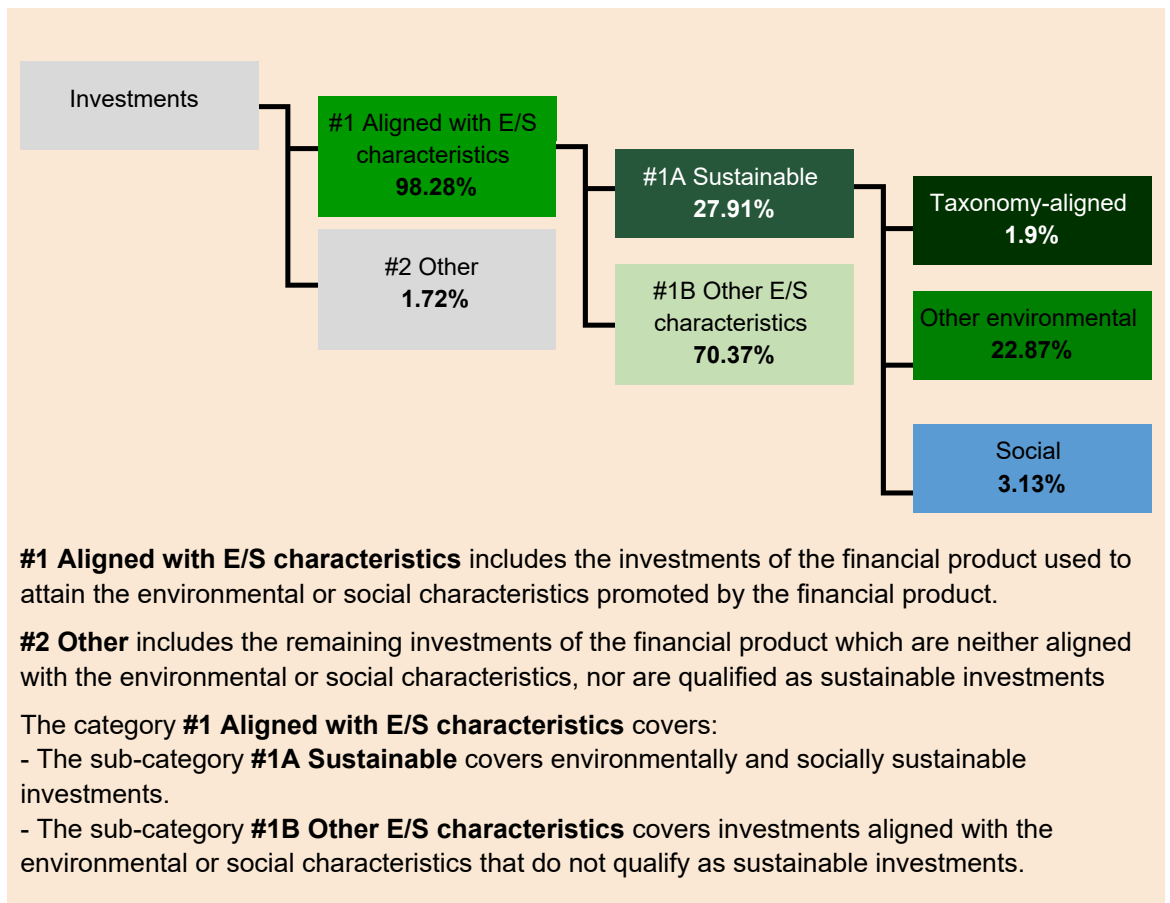 Investments
#1 Aligned with E/S
characteristics
98.28%
#2 Other
1.72%
#1A Sustainable
27.91%
#1B Other E/S
characteristics
70.37%
Taxonomy-aligned
1.9%
Other environmental
22.87%
Social
3.13%
#1 Aligned with E/S characteristics includes the investments of the financial product used to
attain the environmental or social characteristics promoted by the financial product.
#2 Other includes the remaining investments of the financial product which are neither aligned
with the environmental or social characteristics, nor are qualified as sustainable investments
The category #1 Aligned with E/S characteristics covers:
- The sub-category #1A Sustainable covers environmentally and socially sustainable
investments.
- The sub-category #1B Other E/S characteristics covers investments aligned with the
environmental or social characteristics that do not qualify as sustainable investments.